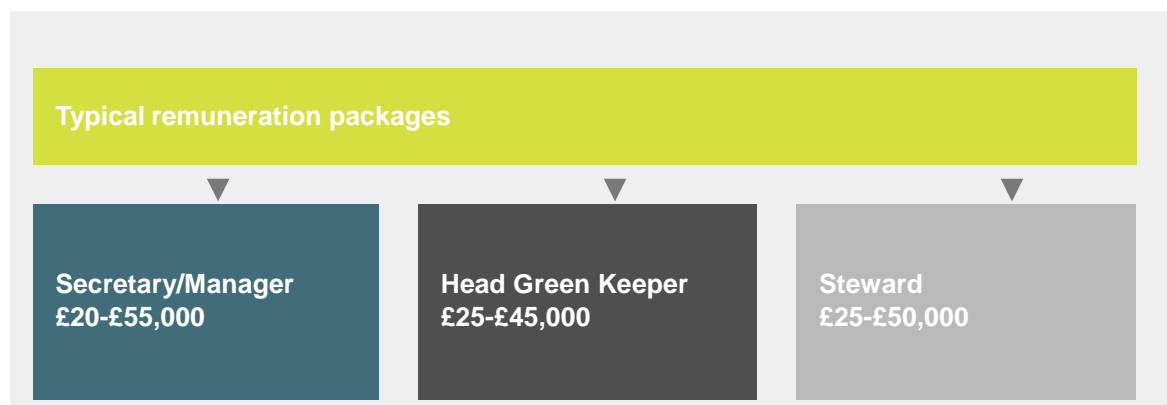 Typical remuneration packages
Secretary/Manager
£20-£55,000
Head Green Keeper
£25-£45,000
Steward
£25-£50,000